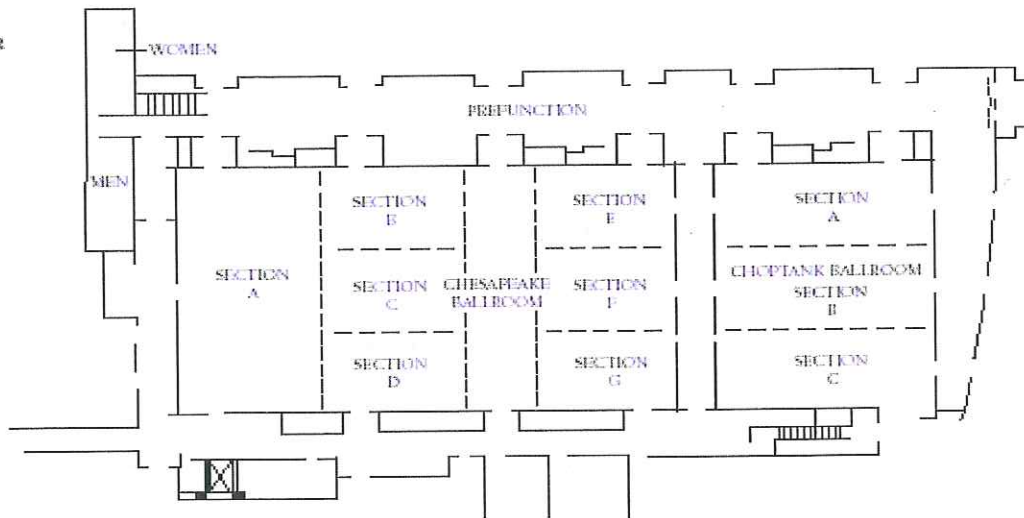 WOMEN
PREFUNCTION
MEN
SECTION
A
SECTION
B
SECTION
C
SECTION
D
CHESAPEAKE
BALLROOM
SECTION
E
SECTION
F
SECTION
G
SECTION
A
CHOPTANK BALLROOM
SECTION
B
SECTION
C